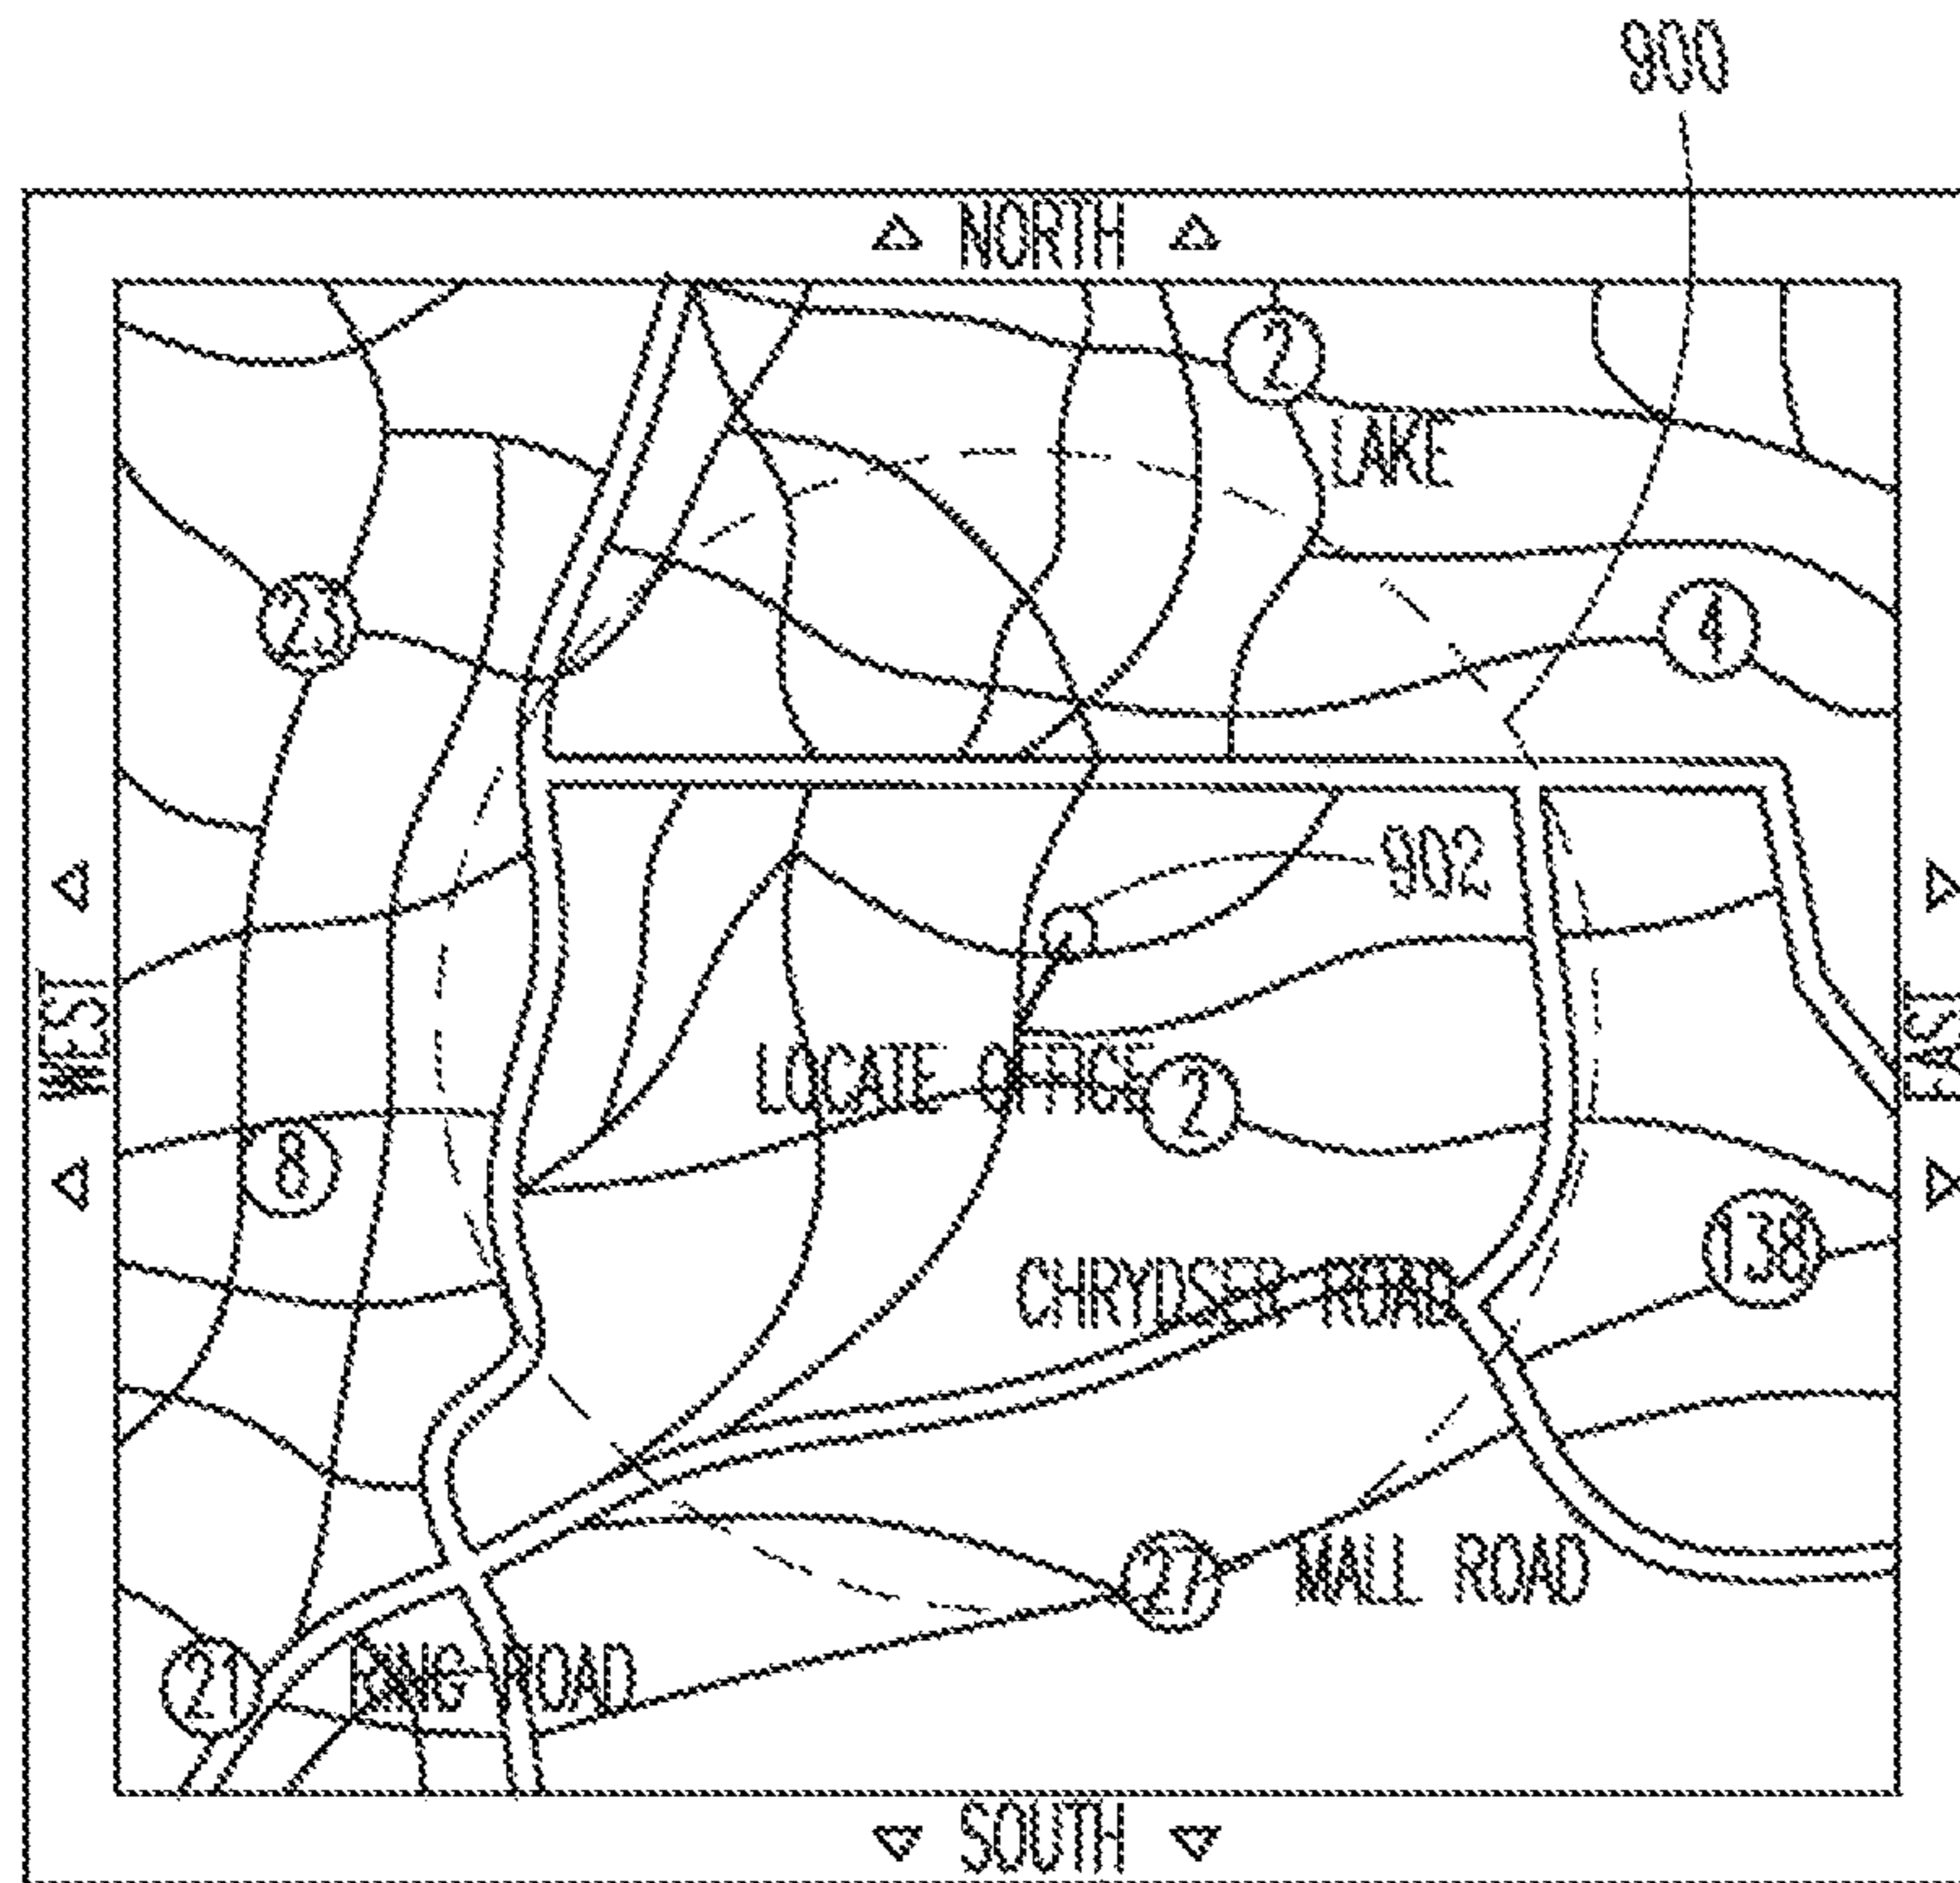 900
NORTH
2
LAKE
23
4
902
WEST
EAST
LOCATE OFFICE
2
8
138
CHRYDSER ROAD
27
MALL ROAD
21
RING ROAD
SOUTH